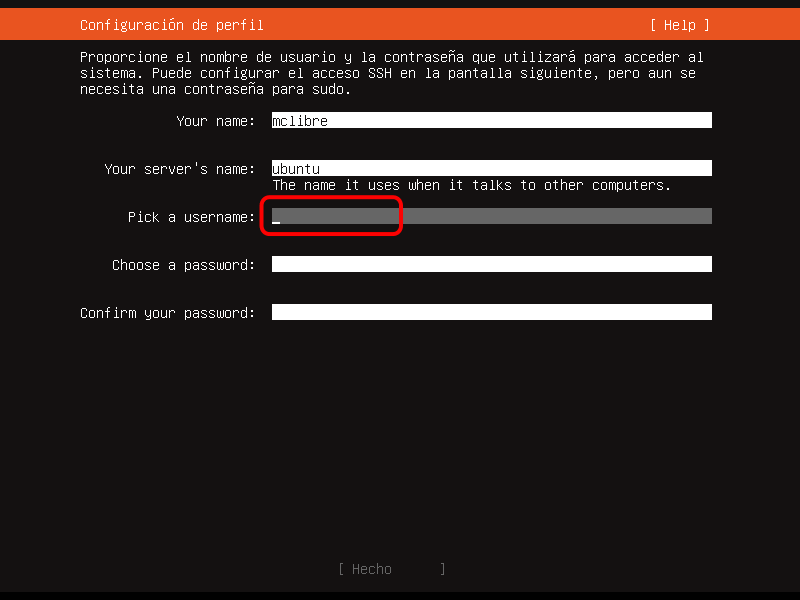 Configuración de perfil [ Help ]
Proporcione el nombre de usuario y la contraseña que utilizará para acceder al
sistema. Puede configurar el acceso SSH en la pantalla siguiente, pero aun se
necesita una contraseña para sudo.
Your name: mclibre
Your server's name: ubuntu
The name it uses when it talks to other computers.
Pick a username: _
Choose a password:
Confirm your password:
[ Hecho ]